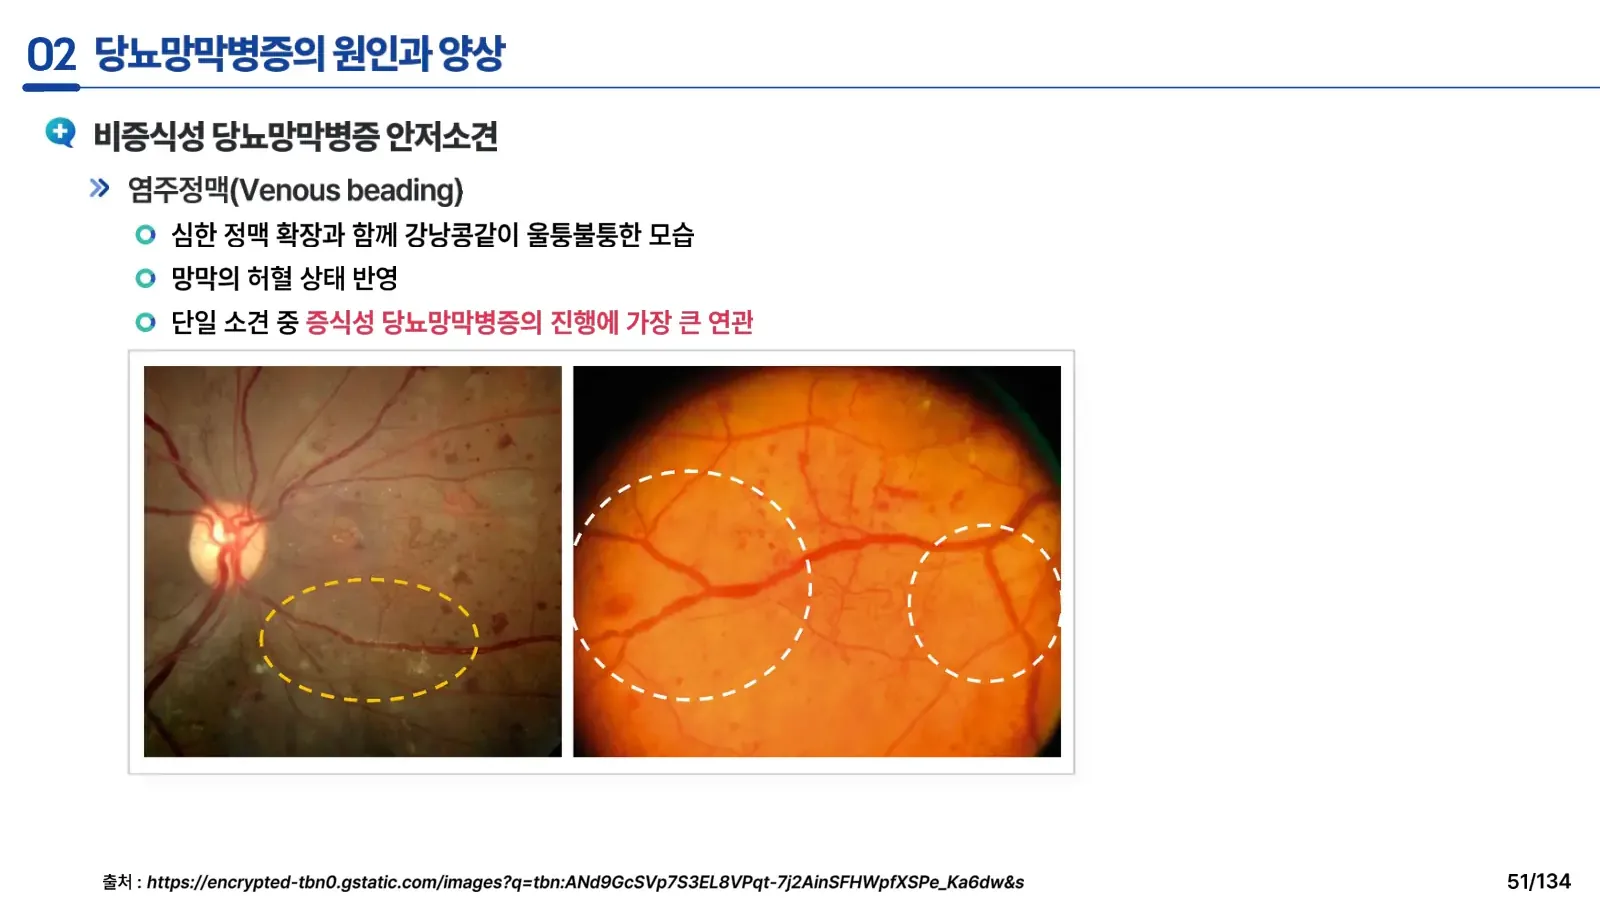 02 당뇨망막병증의 원인과 양상
비증식성 당뇨망막병증 안저소견
염주정맥(Venous beading)
심한 정맥 확장과 함께 강낭콩같이 울퉁불퉁한 모습
망막의 허혈 상태 반영
단일 소견 중 증식성 당뇨망막병증의 진행에 가장 큰 연관
출처 : https://encrypted-tbn0.gstatic.com/images?q=tbn:ANd9GcSVp7S3EL8VPqt-7j2AinSFHWpfXSPe_Ka6dw&s
51/134